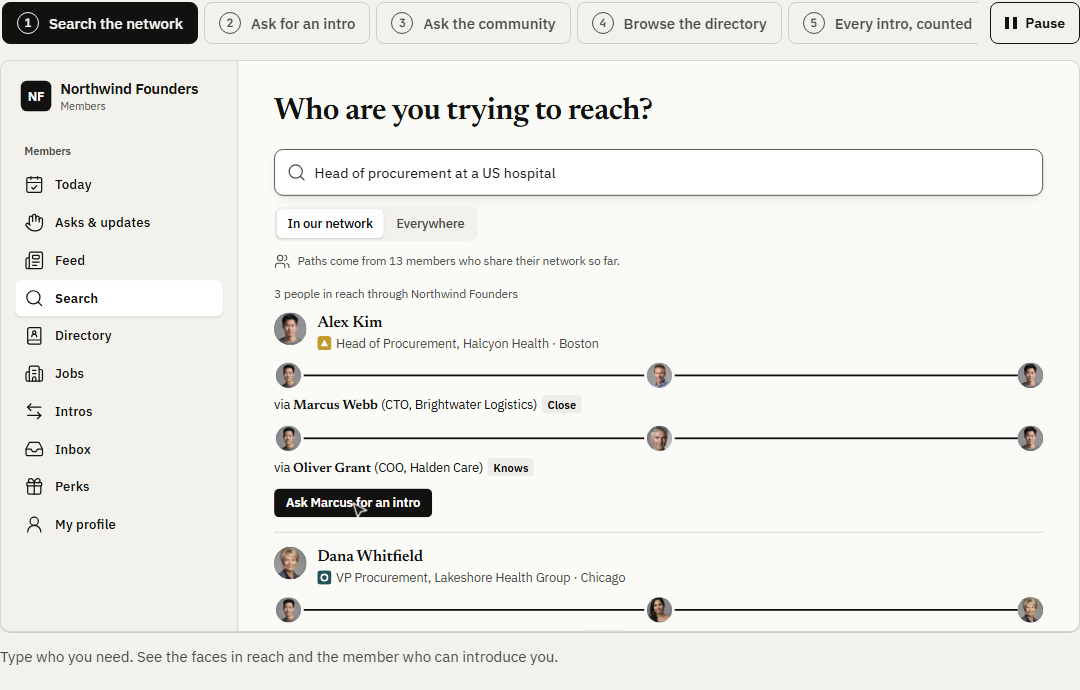 1 Search the network
2 Ask for an intro
3 Ask the community
4 Browse the directory
5 Every intro, counted
Pause
NF
Northwind Founders
Members
Members
Today
Asks & updates
Feed
Search
Directory
Jobs
Intros
Inbox
Perks
My profile
Who are you trying to reach?
Head of procurement at a US hospital
In our network
Everywhere
Paths come from 13 members who share their network so far.
3 people in reach through Northwind Founders
Alex Kim
Head of Procurement, Halcyon Health · Boston
via Marcus Webb (CTO, Brightwater Logistics) Close
via Oliver Grant (COO, Halden Care) Knows
Ask Marcus for an intro
Dana Whitfield
VP Procurement, Lakeshore Health Group · Chicago
Type who you need. See the faces in reach and the member who can introduce you.